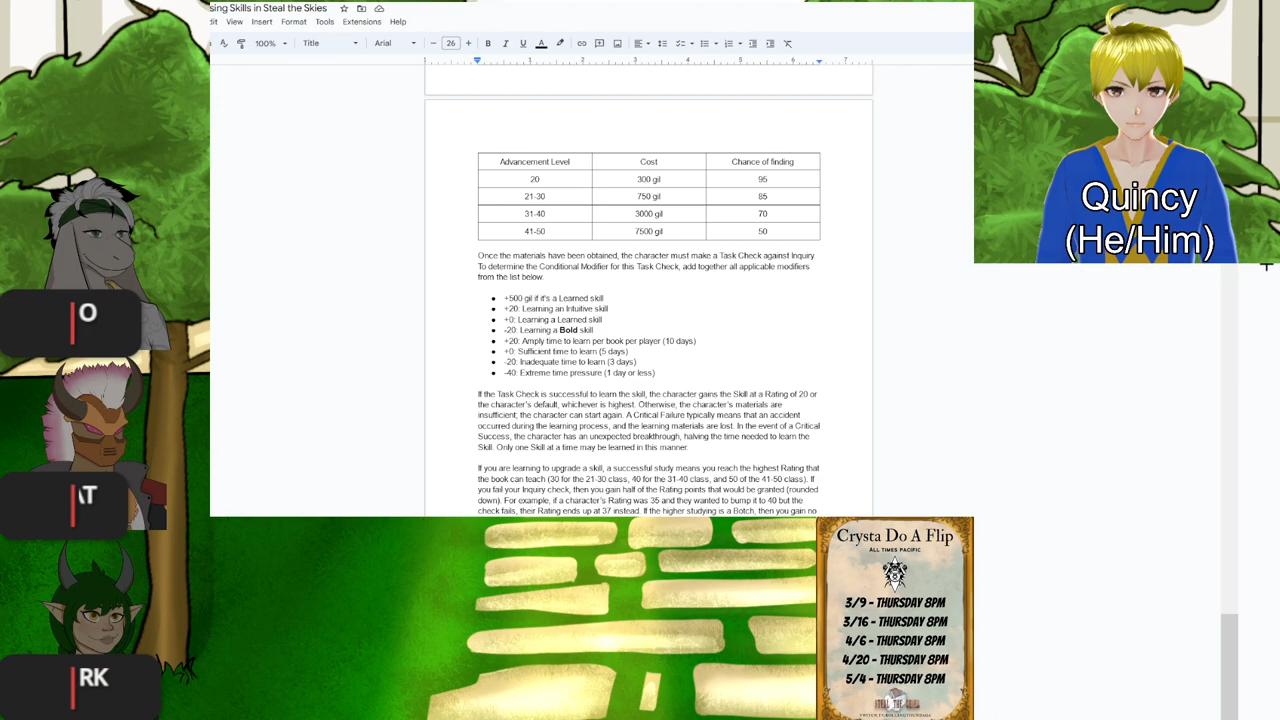 sing Skills in Steal the Skies
dit View Insert Format Tools Extensions Help
100% Title Arial 26 B I U A
1 1 2 3 4 5 6 7
Advancement Level Cost Chance of finding
20 300 gil 95
21-30 750 gil 85
31-40 3000 gil 70
41-50 7500 gil 50
Once the materials have been obtained, the character must make a Task Check against Inquiry.
To determine the Conditional Modifier for this Task Check, add together all applicable modifiers
from the list below.
● +500 gil if it's a Learned skill
● +20: Learning an Intuitive skill
● +0: Learning a Learned skill
● -20: Learning a Bold skill
● +20: Amply time to learn per book per player (10 days)
● +0: Sufficient time to learn (5 days)
● -20: Inadequate time to learn (3 days)
● -40: Extreme time pressure (1 day or less)
If the Task Check is successful to learn the skill, the character gains the Skill at a Rating of 20 or
the character's default, whichever is highest. Otherwise, the character's materials are
insufficient; the character can start again. A Critical Failure typically means that an accident
occurred during the learning process, and the learning materials are lost. In the event of a Critical
Success, the character has an unexpected breakthrough, halving the time needed to learn the
Skill. Only one Skill at a time may be learned in this manner.
If you are learning to upgrade a skill, a successful study means you reach the highest Rating that
the book can teach (30 for the 21-30 class, 40 for the 31-40 class, and 50 of the 41-50 class). If
you fail your Inquiry check, then you gain half of the Rating points that would be granted (rounded
down). For example, if a character's Rating was 35 and they wanted to bump it to 40 but the
check fails, their Rating ends up at 37 instead. If the higher studying is a Botch, then you gain no
Quincy
(He/Him)
O
AT
RK
Crysta Do A Flip
ALL TIMES PACIFIC
3/9 - THURSDAY 8PM
3/16 - THURSDAY 8PM
4/6 - THURSDAY 8PM
4/20 - THURSDAY 8PM
5/4 - THURSDAY 8PM